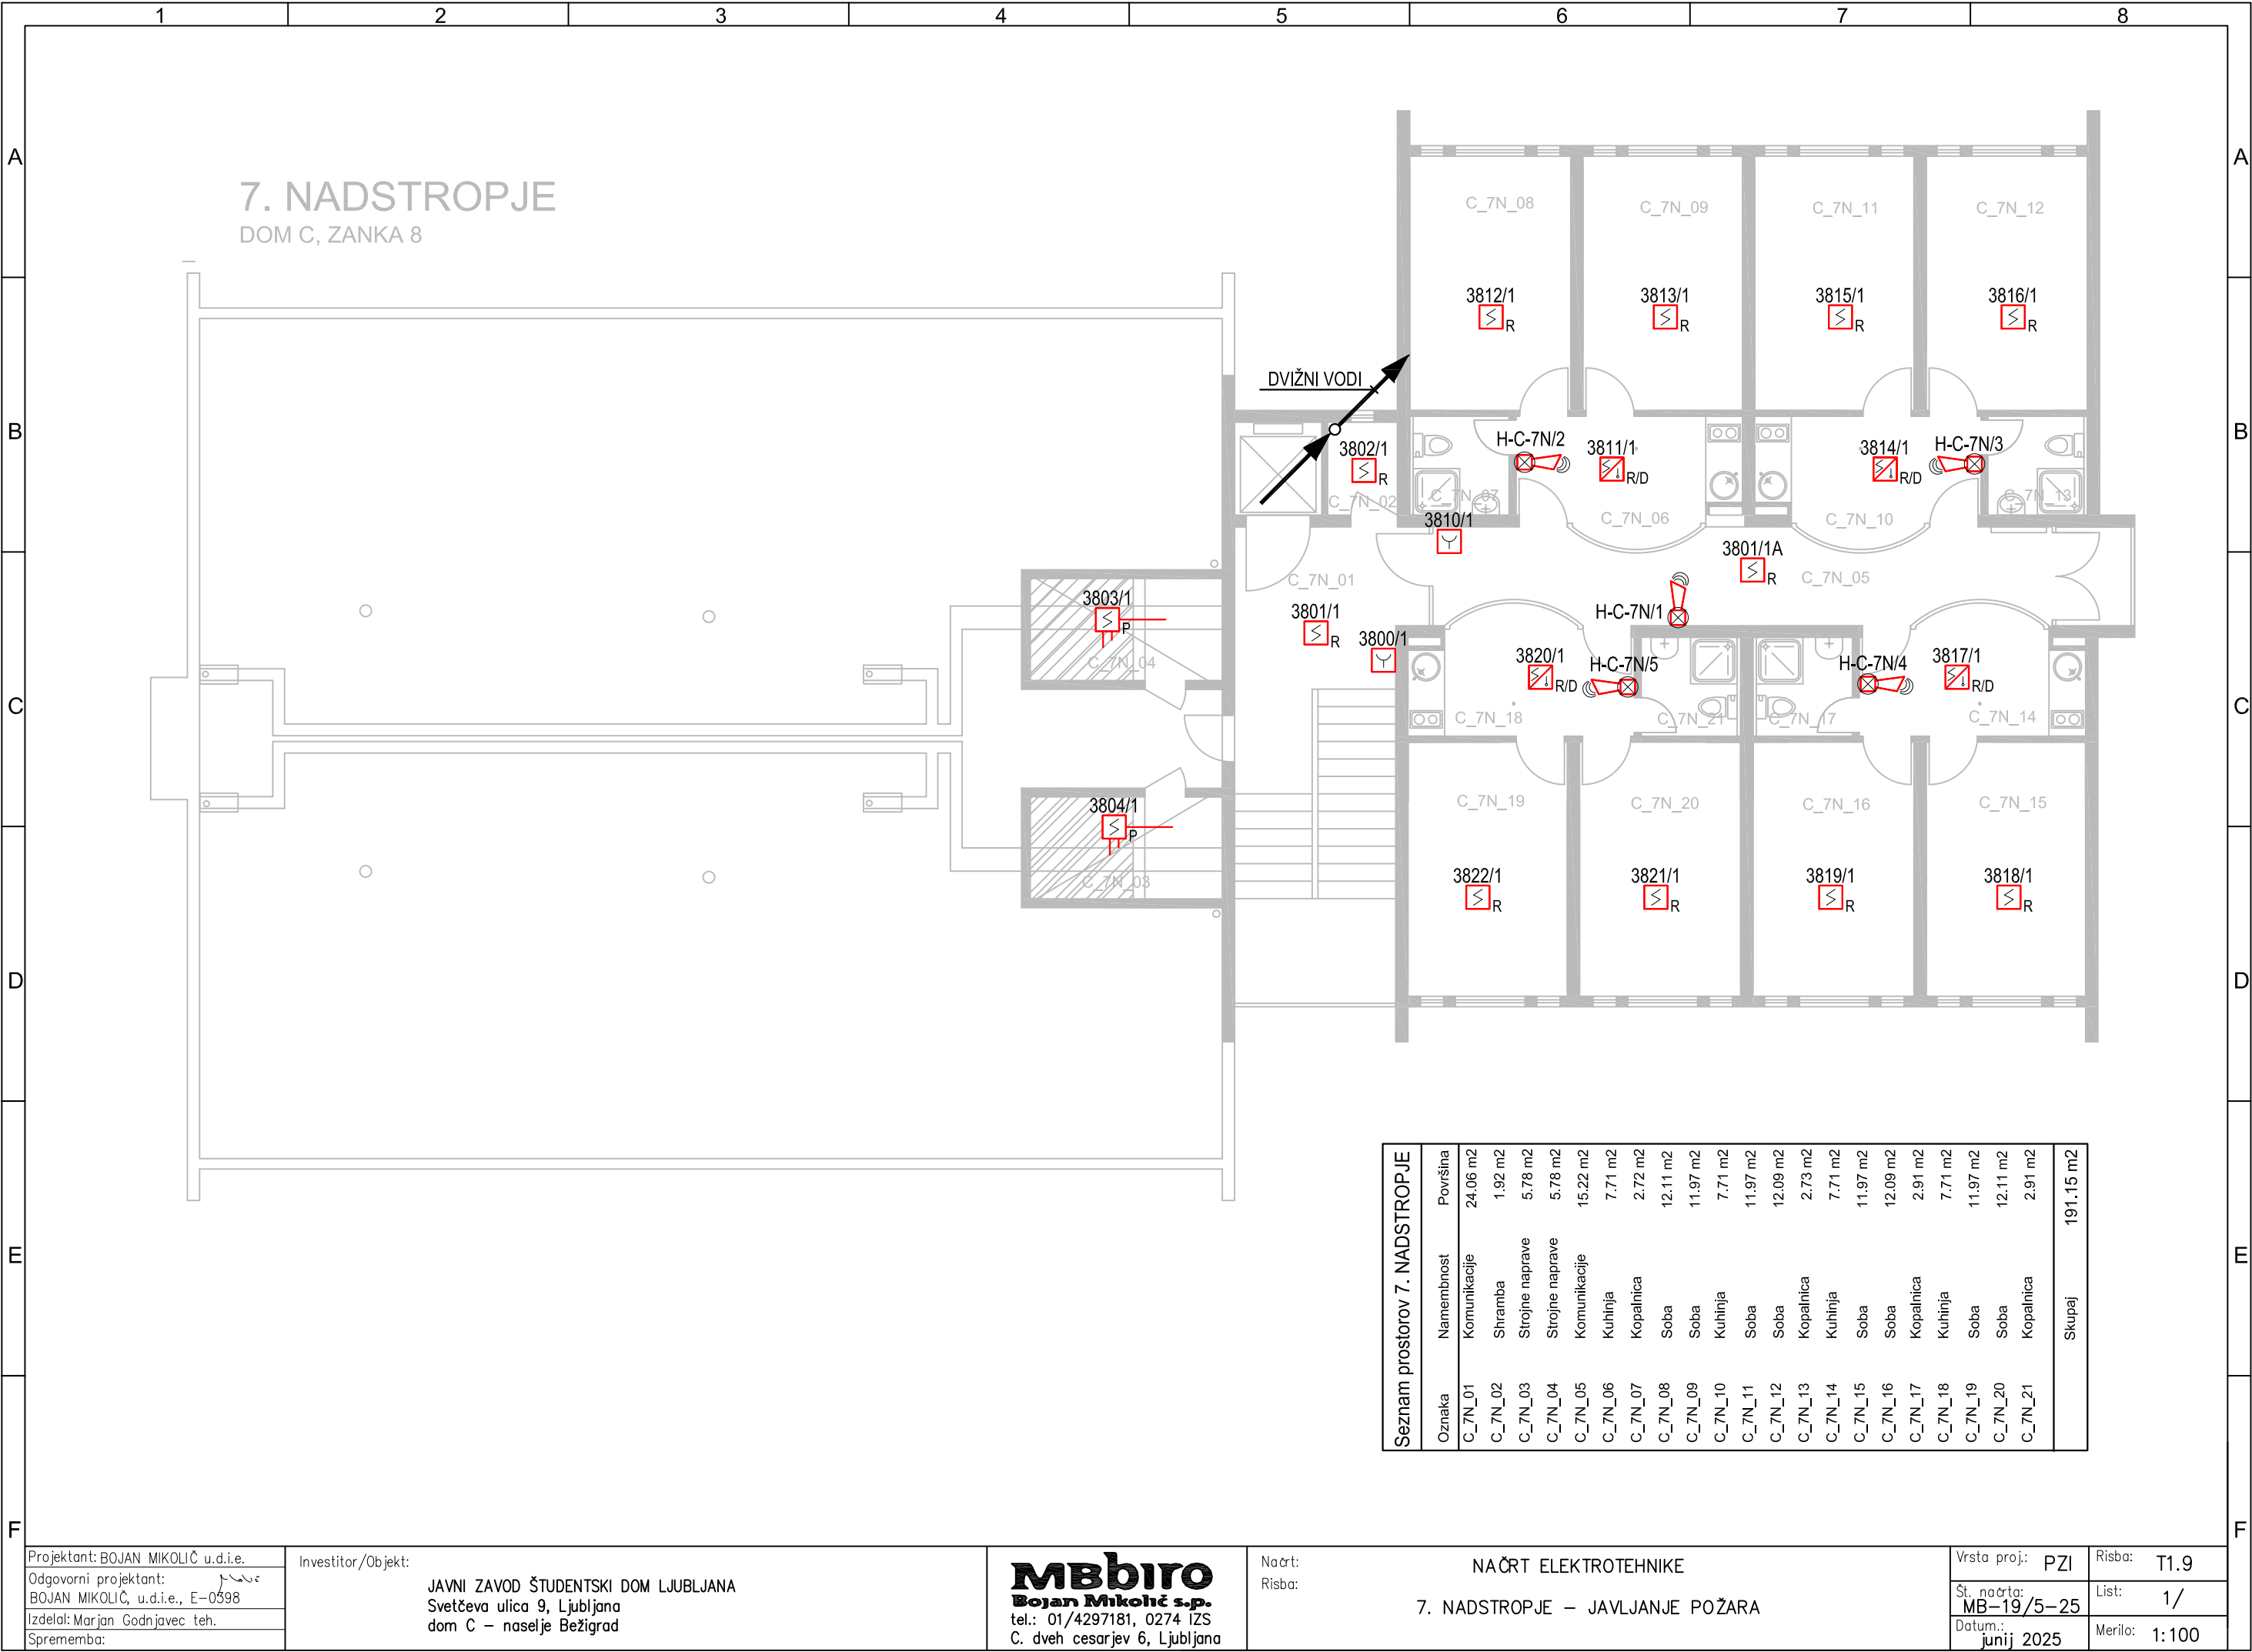 1 2 3 4 5 6 7 8
A A
7. NADSTROPJE
DOM C, ZANKA 8
C_7N_08 C_7N_09 C_7N_11 C_7N_12
3812/1 3813/1 3815/1 3816/1
R R R R
DVIŽNI VODI
B B
H-C-7N/2 3811/1 3814/1 H-C-7N/3
3802/1
R R/D R/D
C_7N_02 C_7N_07 C_7N_13
3810/1 C_7N_06 C_7N_10
3801/1A
R
C_7N_01 C_7N_05
3803/1 3801/1 H-C-7N/1
P R
3800/1
C_7N_04
3820/1 H-C-7N/5 H-C-7N/4 3817/1
R/D R/D
C C
C_7N_18 C_7N_21 C_7N_17 C_7N_14
3804/1 C_7N_19 C_7N_20 C_7N_16 C_7N_15
P
C_7N_03
3822/1 3821/1 3819/1 3818/1
R R R R
D D
Seznam prostorov 7. NADSTROPJE
Oznaka Namembnost Površina
C_7N_01 Komunikacije 24.06 m2
C_7N_02 Shramba 1.92 m2
C_7N_03 Strojne naprave 5.78 m2
C_7N_04 Strojne naprave 5.78 m2
C_7N_05 Komunikacije 15.22 m2
C_7N_06 Kuhinja 7.71 m2
C_7N_07 Kopalnica 2.72 m2
C_7N_08 Soba 12.11 m2
C_7N_09 Soba 11.97 m2
C_7N_10 Kuhinja 7.71 m2
C_7N_11 Soba 11.97 m2
C_7N_12 Soba 12.09 m2
C_7N_13 Kopalnica 2.73 m2
C_7N_14 Kuhinja 7.71 m2
C_7N_15 Soba 11.97 m2
C_7N_16 Soba 12.09 m2
C_7N_17 Kopalnica 2.91 m2
C_7N_18 Kuhinja 7.71 m2
C_7N_19 Soba 11.97 m2
C_7N_20 Soba 12.11 m2
C_7N_21 Kopalnica 2.91 m2
Skupaj 191.15 m2
E E
F F
Projektant: BOJAN MIKOLIČ u.d.i.e.
Odgovorni projektant:
BOJAN MIKOLIČ, u.d.i.e., E-0598
Izdelal: Marjan Godnjavec teh.
Sprememba:
Investitor/Objekt:
JAVNI ZAVOD ŠTUDENTSKI DOM LJUBLJANA
Svetčeva ulica 9, Ljubljana
dom C – naselje Bežigrad
MBbiro
Bojan Mikolič s.p.
tel.: 01/4297181, 0274 IZS
C. dveh cesarjev 6, Ljubljana
Načrt: NAČRT ELEKTROTEHNIKE
Risba: 7. NADSTROPJE – JAVLJANJE POŽARA
Vrsta proj.: PZI
Št. načrta: MB-19/5-25
Datum.: junij 2025
Risba: T1.9
List: 1/
Merilo: 1:100